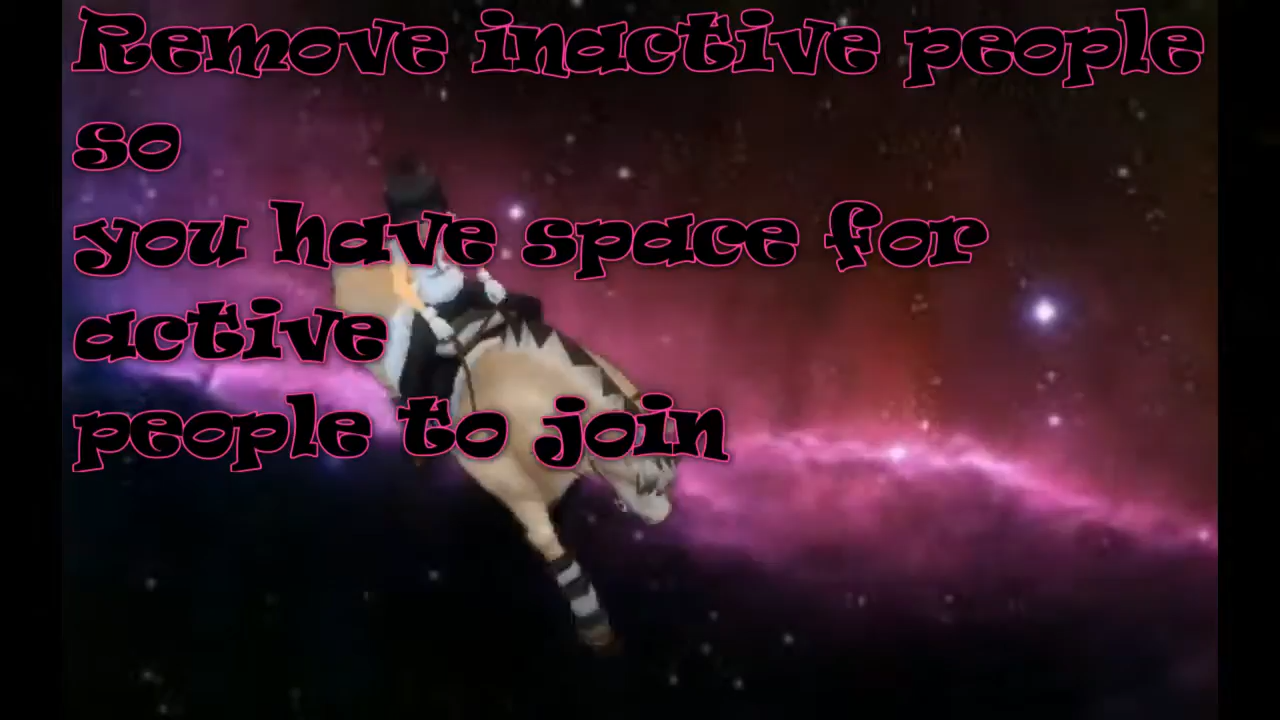 Remove inactive people
so
you have space for
active
people to join